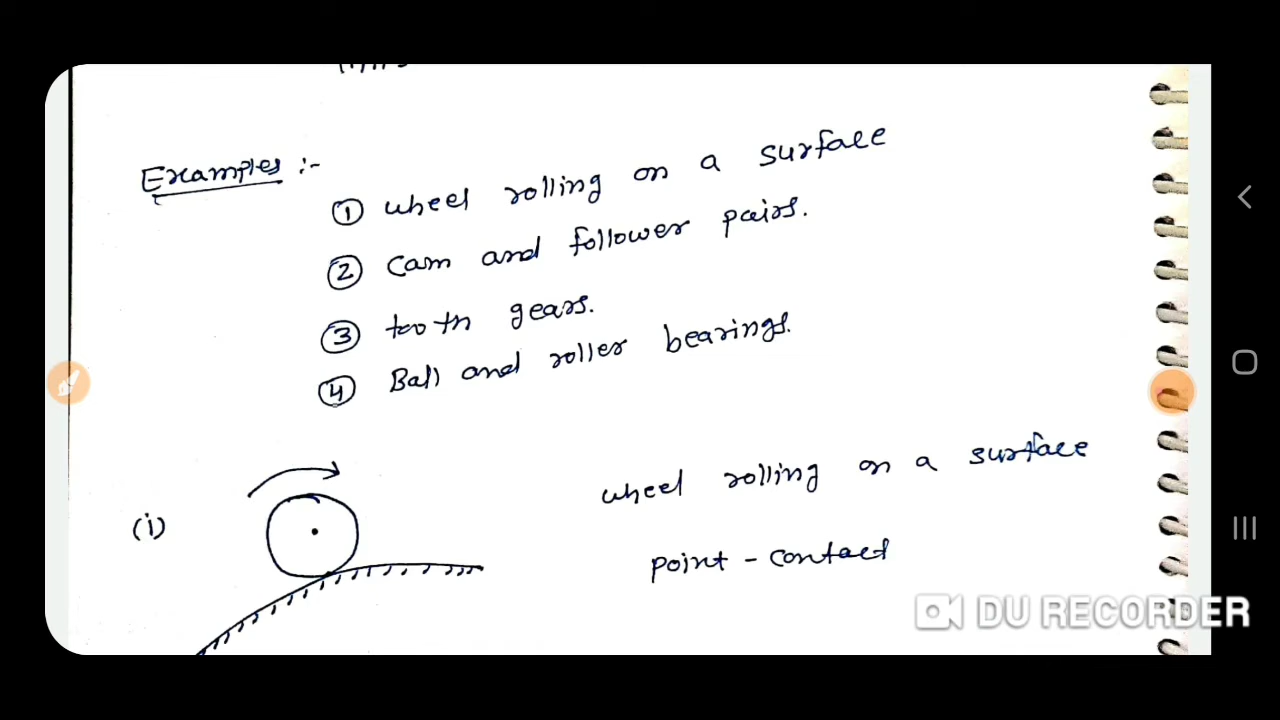 Examples :-
① wheel rolling on a surface
② Cam and follower pairs.
③ tooth gears.
④ Ball and roller bearings.
(i)
wheel rolling on a surface
point - contact
DU RECORDER